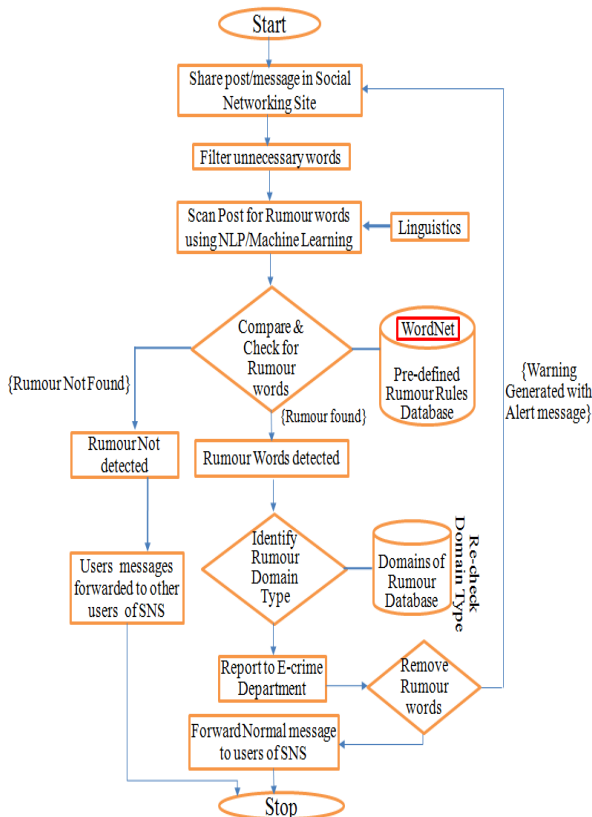 Start
Share post/message in Social
Networking Site
Filter unnecessary words
Scan Post for Rumour words
using NLP/Machine Learning
Linguistics
Compare &
Check for
Rumour
words
WordNet
Pre-defined
Rumour Rules
Database
{Warning
Generated with
Alert message}
{Rumour Not Found}
{Rumour found}
Rumour Not
detected
Rumour Words detected
Identify
Rumour
Domain
Type
Domains of
Rumour
Database
Re-check
Domain Type
Users messages
forwarded to other
users of SNS
Report to E-crime
Department
Remove
Rumour
words
Forward Normal message
to users of SNS
Stop